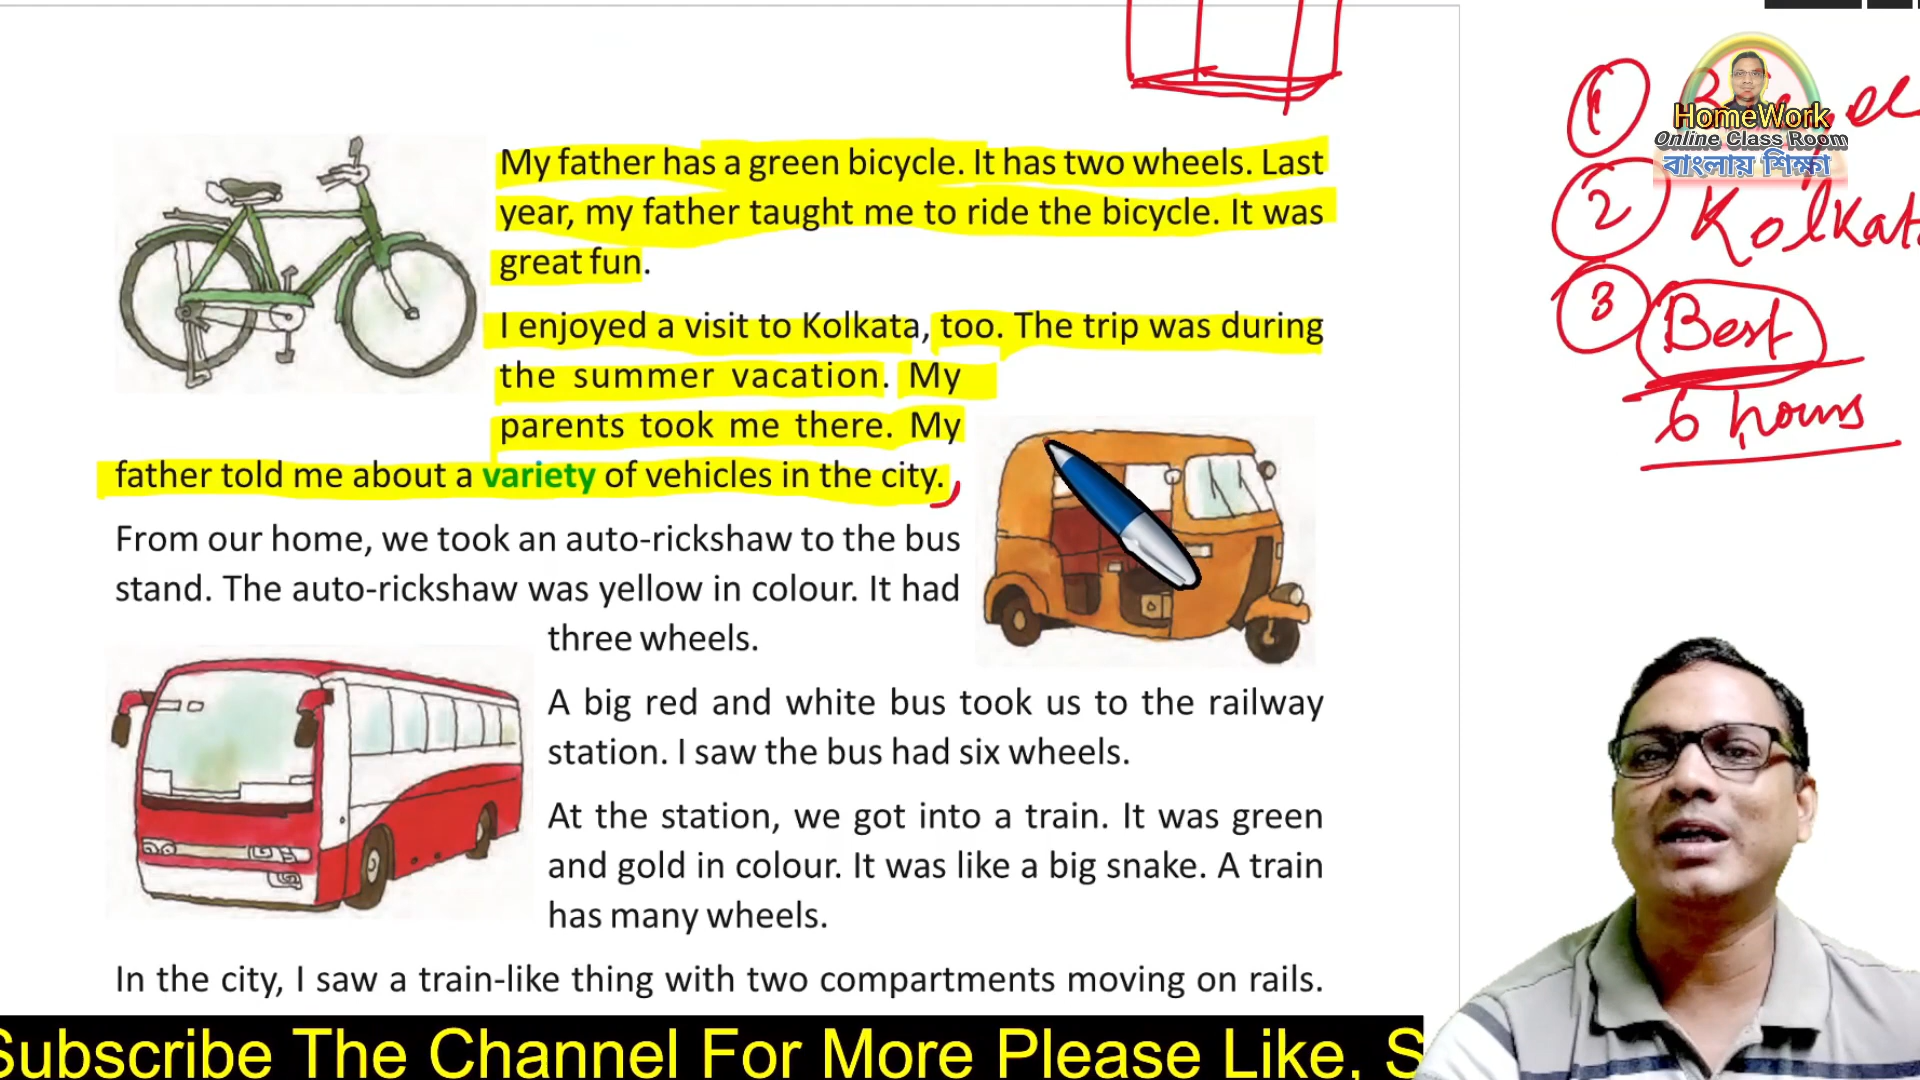 My father has a green bicycle. It has two wheels. Last
year, my father taught me to ride the bicycle. It was
great fun.
I enjoyed a visit to Kolkata, too. The trip was during
the summer vacation. My
parents took me there. My
father told me about a variety of vehicles in the city.
From our home, we took an auto-rickshaw to the bus
stand. The auto-rickshaw was yellow in colour. It had
three wheels.
A big red and white bus took us to the railway
station. I saw the bus had six wheels.
At the station, we got into a train. It was green
and gold in colour. It was like a big snake. A train
has many wheels.
In the city, I saw a train-like thing with two compartments moving on rails.
1
HomeWork
Online Class Room
বাংলায় শিক্ষা
2 Kolkat
3 Best
6 hours
Subscribe The Channel For More Please Like, S